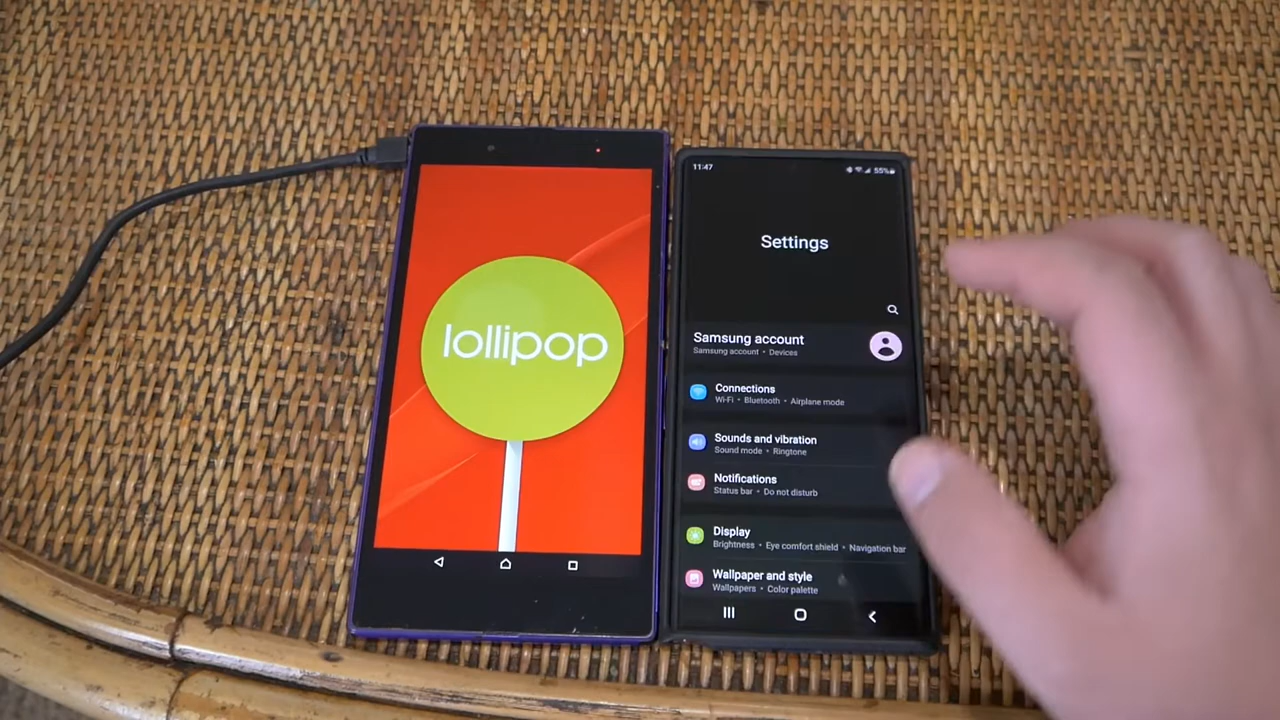 lollipop
11:47
55%
Settings
Samsung account
Samsung account • Devices
Connections
Wi-Fi • Bluetooth • Airplane mode
Sounds and vibration
Sound mode • Ringtone
Notifications
Status bar • Do not disturb
Display
Brightness • Eye comfort shield • Navigation bar
Wallpaper and style
Wallpapers • Color palette